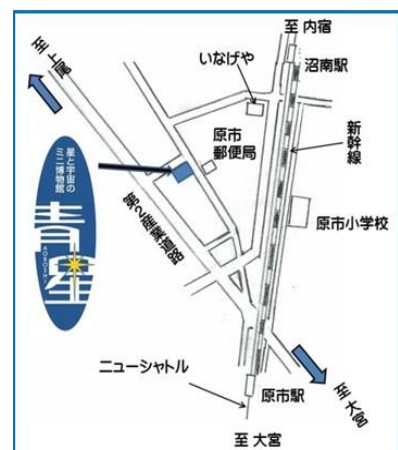 至 内宿
至 上尾
いなげや
沼南駅
新幹線
原市
郵便局
星と宇宙の
ミニ博物館
青星
AOBOSHI
第2産業道路
原市小学校
ニューシャトル
原市駅
至 大宮
至 大宮